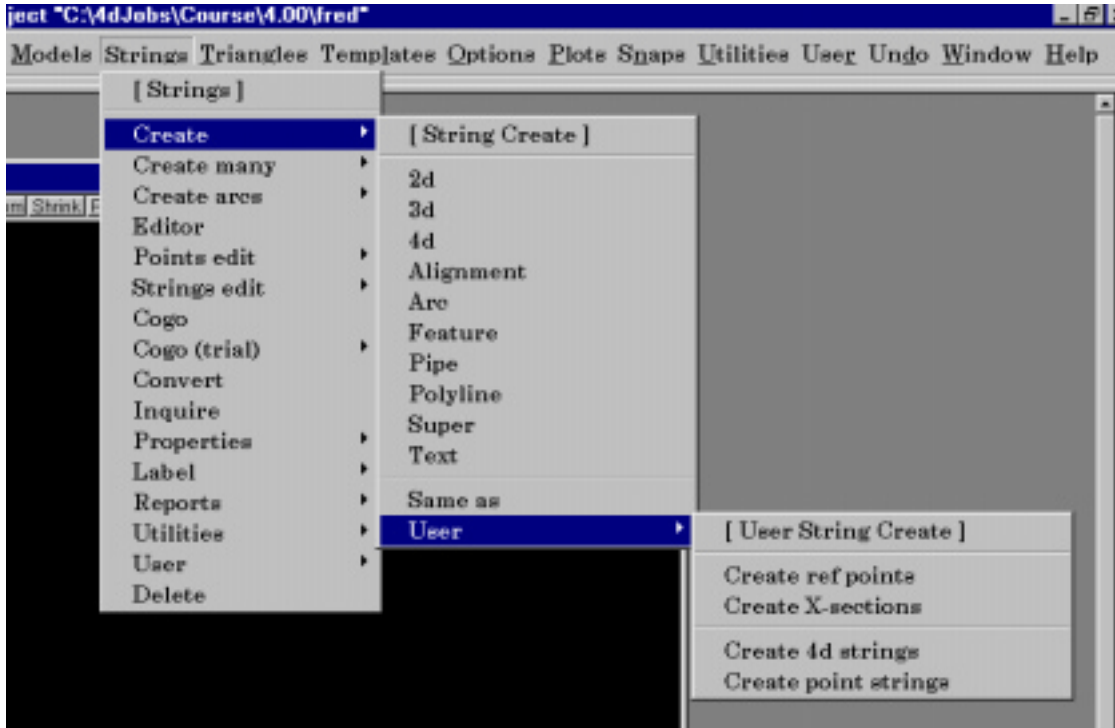 ject "C:\4dJobs\Course\4.00\fred"
Models Strings Triangles Templates Options Plots Snaps Utilities User Undo Window Help
[ Strings ]
Create
Create many
Create arcs
Editor
Points edit
Strings edit
Cogo
Cogo (trial)
Convert
Inquire
Properties
Label
Reports
Utilities
User
Delete
[ String Create ]
2d
3d
4d
Alignment
Arc
Feature
Pipe
Polyline
Super
Text
Same as
User
[ User String Create ]
Create ref points
Create X-sections
Create 4d strings
Create point strings
Shrink